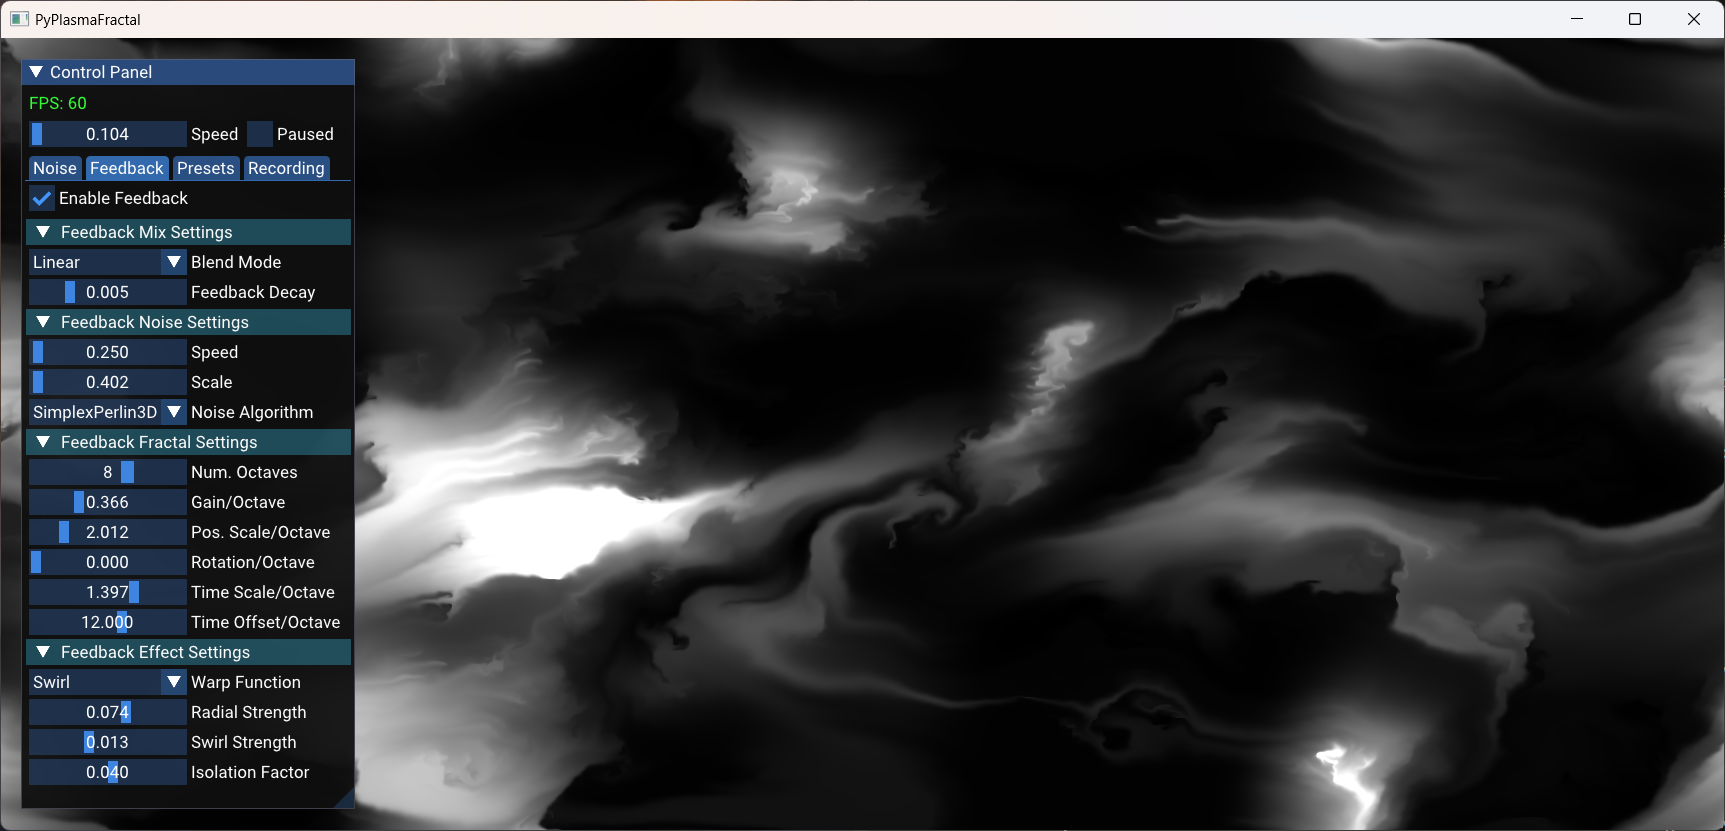 PyPlasmaFractal
Control Panel
FPS: 60
0.104 Speed Paused
Noise Feedback Presets Recording
Enable Feedback
Feedback Mix Settings
Linear Blend Mode
0.005 Feedback Decay
Feedback Noise Settings
0.250 Speed
0.402 Scale
SimplexPerlin3D Noise Algorithm
Feedback Fractal Settings
8 Num. Octaves
0.366 Gain/Octave
2.012 Pos. Scale/Octave
0.000 Rotation/Octave
1.397 Time Scale/Octave
12.000 Time Offset/Octave
Feedback Effect Settings
Swirl Warp Function
0.074 Radial Strength
0.013 Swirl Strength
0.040 Isolation Factor